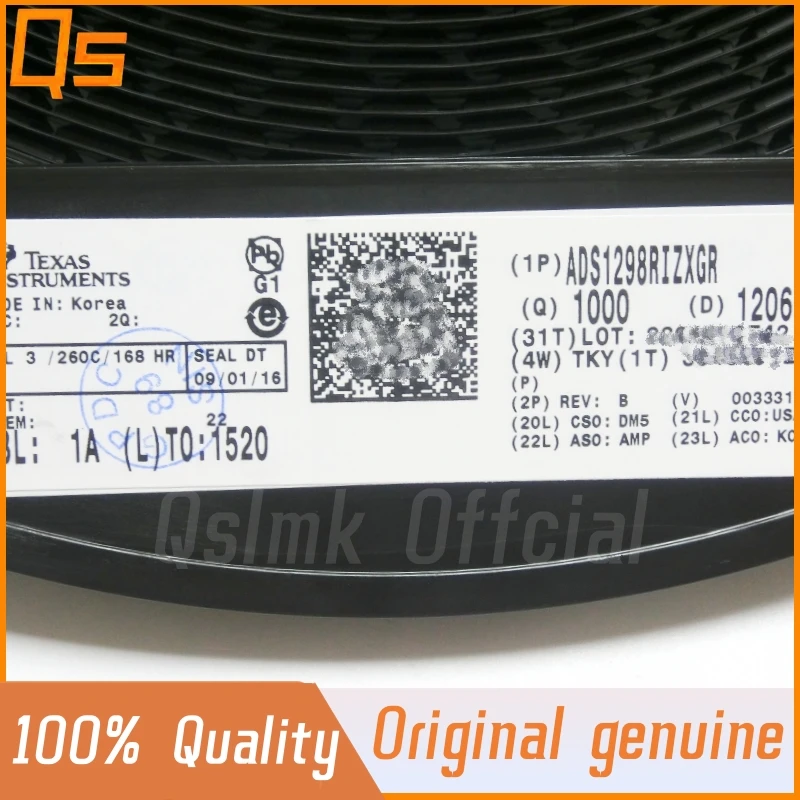 Qs
TEXAS
STRUMENTS
DE IN: Korea
C: 2Q:
L 3 /260C/168 HR SEAL DT
09/01/16
T:
EM: 22
BL: 1A (L)TO:1520
Pb
G1
e
(1P) ADS1298RIZXGR
(Q) 1000 (D) 1206
(31T)LOT:
(4W) TKY(1T)
(P)
(2P) REV: B (V) 003331
(20L) CSO: DM5 (21L) CCO:US
(22L) ASO: AMP (23L) ACO: KO
Qslmk Offcial
100% Quality
Original genuine